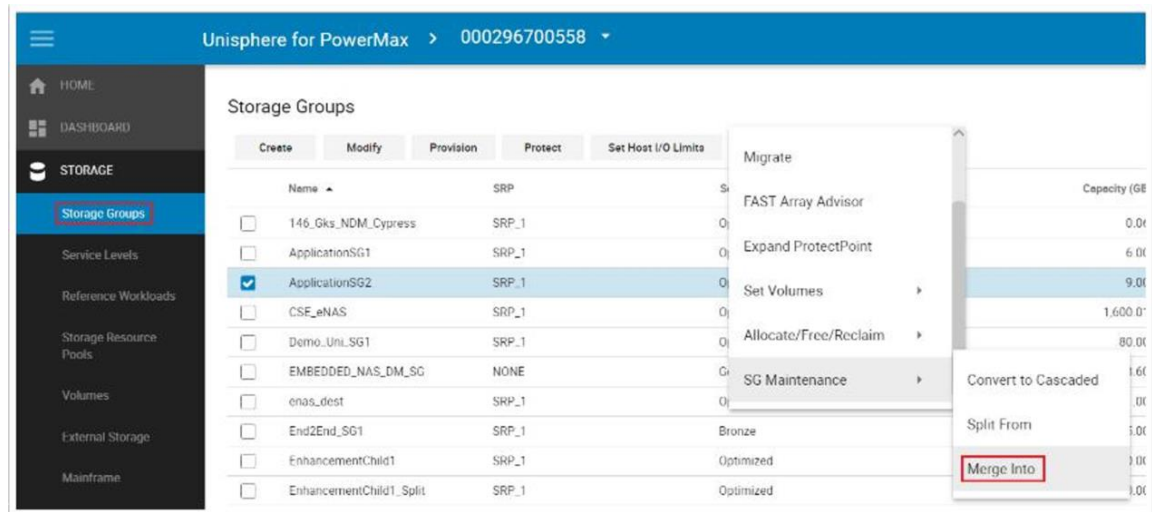 Unisphere for PowerMax > 000296700558
HOME
DASHBOARD
STORAGE
Storage Groups
Service Levels
Reference Workloads
Storage Resource
Pools
Volumes
External Storage
Mainframe
Storage Groups
Create Modify Provision Protect Set Host I/O Limits
Name SRP Capacity (GB
146_Gks_NDM_Cypress SRP_1
ApplicationSG1 SRP_1
ApplicationSG2 SRP_1
CSE_eNAS SRP_1
Demo_Uni_SG1 SRP_1
EMBEDDED_NAS_DM_SG NONE
enas_dest SRP_1
End2End_SG1 SRP_1 Bronze
EnhancementChild1 SRP_1 Optimized
EnhancementChild1_Split SRP_1 Optimized
Migrate
FAST Array Advisor
Expand ProtectPoint
Set Volumes
Allocate/Free/Reclaim
SG Maintenance
Convert to Cascaded
Split From
Merge Into